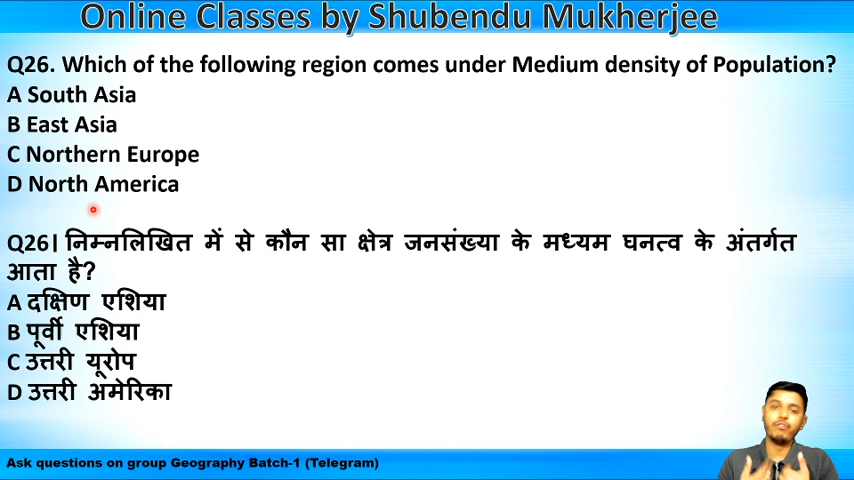 Online Classes by Shubendu Mukherjee
Q26. Which of the following region comes under Medium density of Population?
A South Asia
B East Asia
C Northern Europe
D North America
Q26। निम्नलिखित में से कौन सा क्षेत्र जनसंख्या के मध्यम घनत्व के अंतर्गत
आता है?
A दक्षिण एशिया
B पूर्वी एशिया
C उत्तरी यूरोप
D उत्तरी अमेरिका
Ask questions on group Geography Batch-1 (Telegram)